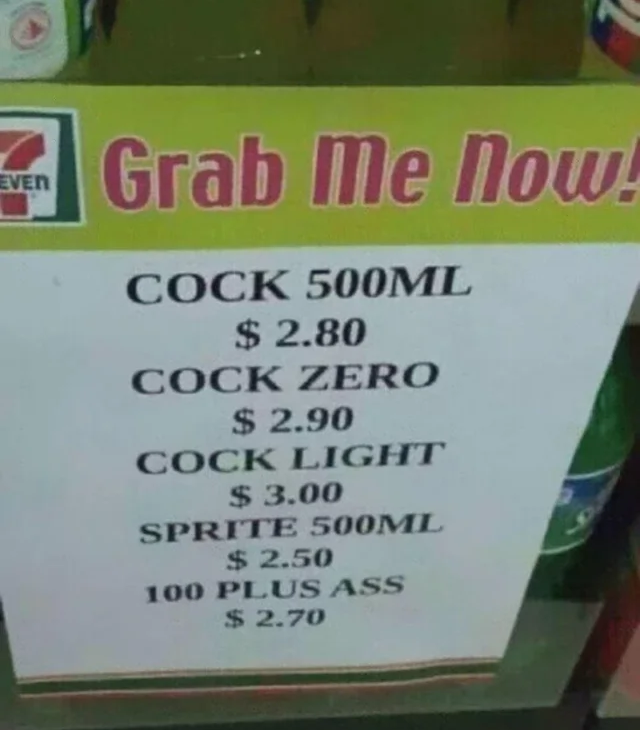 EVEn
Grab Me Now!
COCK 500ML
$ 2.80
COCK ZERO
$ 2.90
COCK LIGHT
$ 3.00
SPRITE 500ML
$ 2.50
100 PLUS ASS
$ 2.70